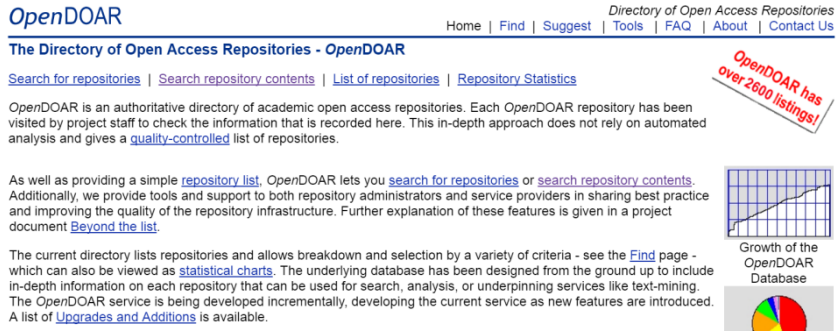 OpenDOAR
Directory of Open Access Repositories
Home | Find | Suggest | Tools | FAQ | About | Contact Us
The Directory of Open Access Repositories - OpenDOAR
Search for repositories | Search repository contents | List of repositories | Repository Statistics
OpenDOAR has
over 2600 listings!
OpenDOAR is an authoritative directory of academic open access repositories. Each OpenDOAR repository has been
visited by project staff to check the information that is recorded here. This in-depth approach does not rely on automated
analysis and gives a quality-controlled list of repositories.
As well as providing a simple repository list, OpenDOAR lets you search for repositories or search repository contents.
Additionally, we provide tools and support to both repository administrators and service providers in sharing best practice
and improving the quality of the repository infrastructure. Further explanation of these features is given in a project
document Beyond the list.
The current directory lists repositories and allows breakdown and selection by a variety of criteria - see the Find page -
which can also be viewed as statistical charts. The underlying database has been designed from the ground up to include
in-depth information on each repository that can be used for search, analysis, or underpinning services like text-mining.
The OpenDOAR service is being developed incrementally, developing the current service as new features are introduced.
A list of Upgrades and Additions is available.
Growth of the
OpenDOAR
Database